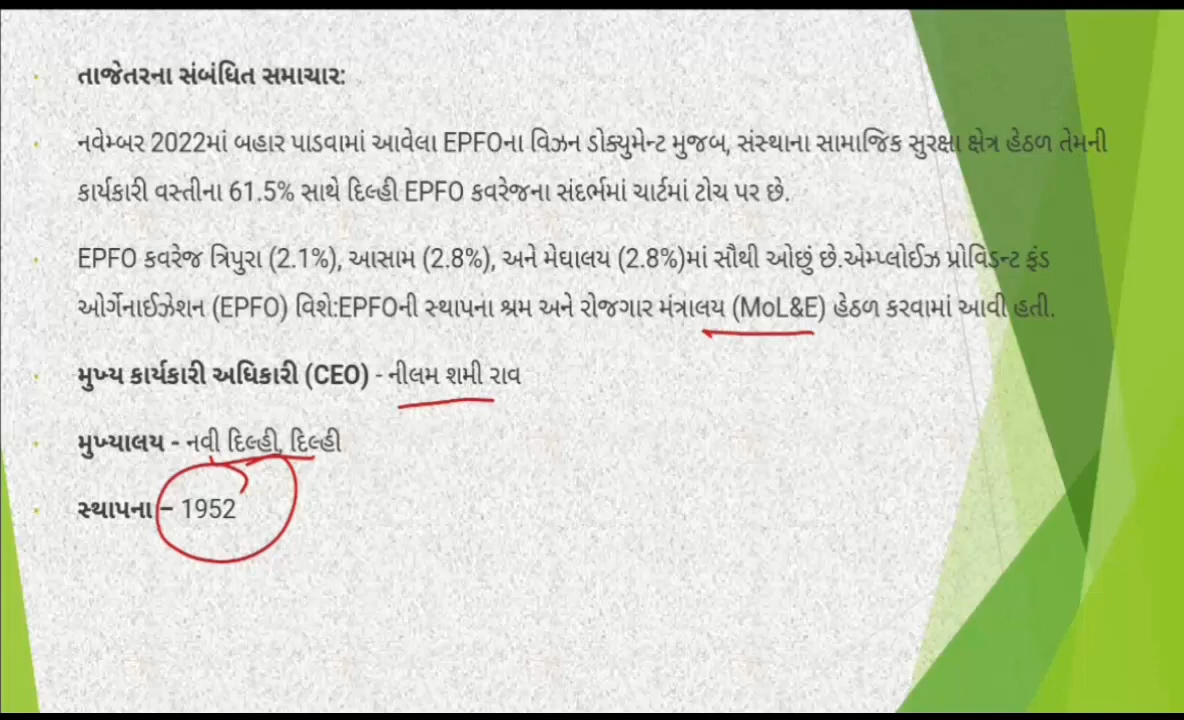 તાજેતરના સંબંધિત સમાચાર:
નવેમ્બર 2022માં બહાર પાડવામાં આવેલા EPFOના વિઝન ડોક્યુમેન્ટ મુજબ, સંસ્થાના સામાજિક સુરક્ષા ક્ષેત્ર હેઠળ તેમની
કાર્યકારી વસ્તીના 61.5% સાથે દિલ્હી EPFO કવરેજના સંદર્ભમાં ચાર્ટમાં ટોચ પર છે.
EPFO કવરેજ ત્રિપુરા (2.1%), આસામ (2.8%), અને મેઘાલય (2.8%)માં સૌથી ઓછું છે.એમ્પ્લોઈઝ પ્રોવિડન્ટ ફંડ
ઓર્ગેનાઈઝેશન (EPFO) વિશે:EPFOની સ્થાપના શ્રમ અને રોજગાર મંત્રાલય (MoL&E) હેઠળ કરવામાં આવી હતી.
મુખ્ય કાર્યકારી અધિકારી (CEO) - નીલમ શમી રાવ
મુખ્યાલય - નવી દિલ્હી, દિલ્હી
સ્થાપના – 1952